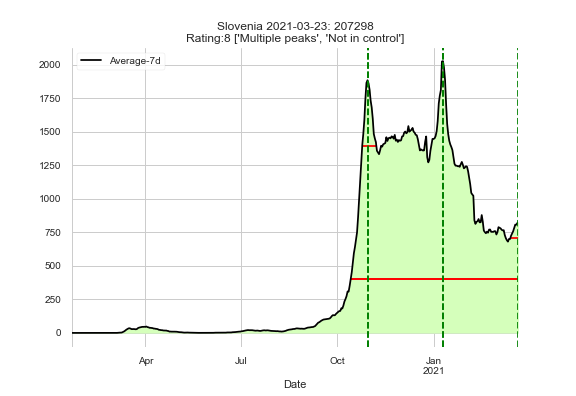 Slovenia 2021-03-23: 207298
Rating:8 ['Multiple peaks', 'Not in control']
Average-7d
2000
1750
1500
1250
1000
750
500
250
0
Apr
Jul
Oct
Jan
2021
Date